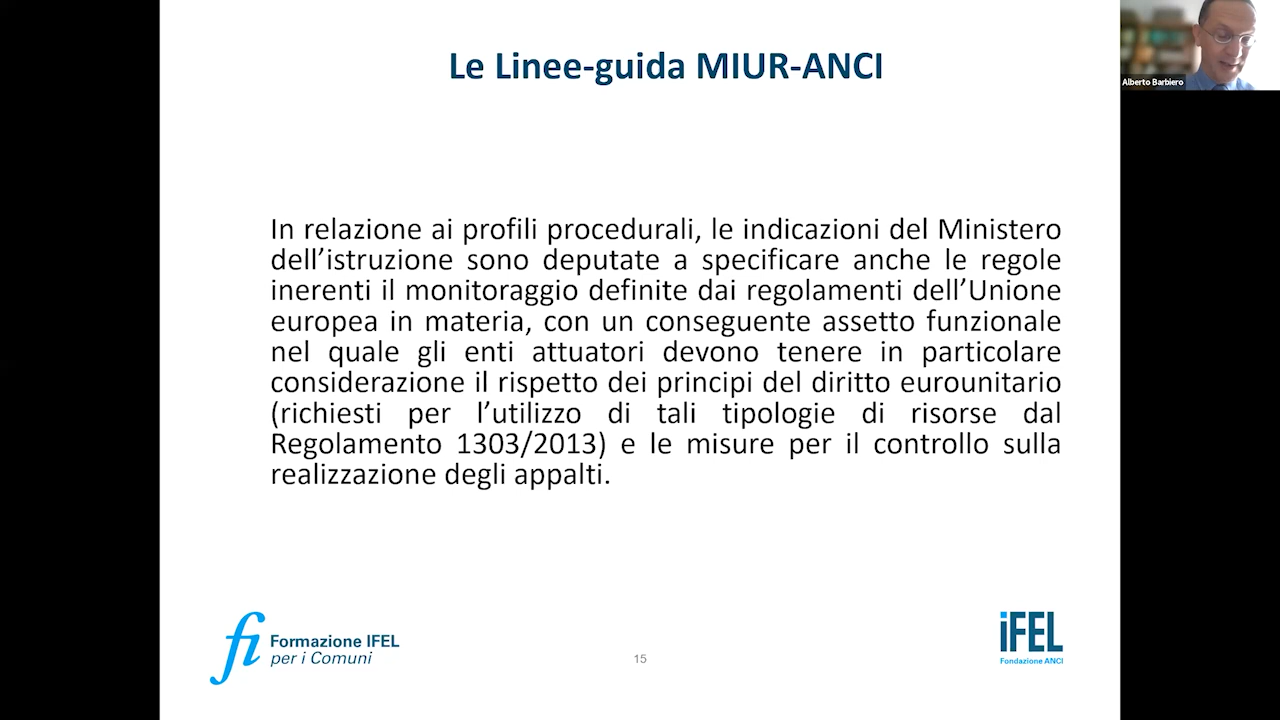 Le Linee-guida MIUR-ANCI
Alberto Barbiero
In relazione ai profili procedurali, le indicazioni del Ministero
dell’istruzione sono deputate a specificare anche le regole
inerenti il monitoraggio definite dai regolamenti dell’Unione
europea in materia, con un conseguente assetto funzionale
nel quale gli enti attuatori devono tenere in particolare
considerazione il rispetto dei principi del diritto eurounitario
(richiesti per l’utilizzo di tali tipologie di risorse dal
Regolamento 1303/2013) e le misure per il controllo sulla
realizzazione degli appalti.
fi
Formazione IFEL
per i Comuni
15
iFEL
Fondazione ANCI